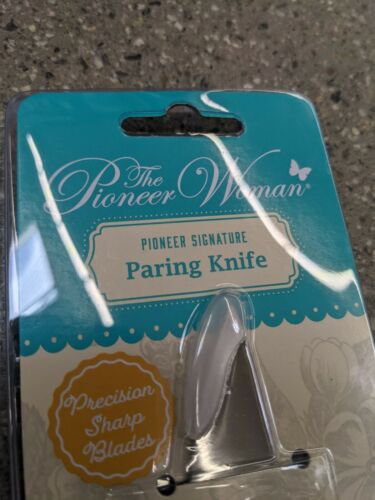 The
Pioneer Woman®
PIONEER SIGNATURE
Paring Knife
Precision
Sharp
Blades